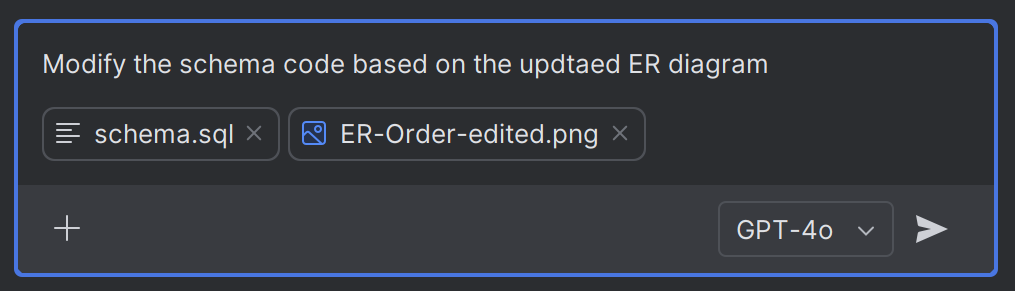 Modify the schema code based on the updtaed ER diagram
schema.sql
ER-Order-edited.png
GPT-4o